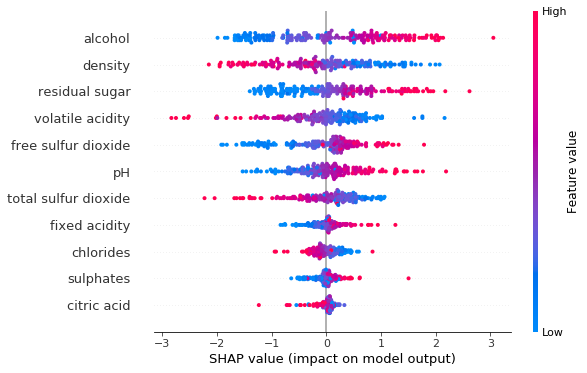 High
alcohol
density
residual sugar
volatile acidity
free sulfur dioxide
pH
total sulfur dioxide
fixed acidity
chlorides
sulphates
citric acid
Feature value
Low
−3 −2 −1 0 1 2 3
SHAP value (impact on model output)